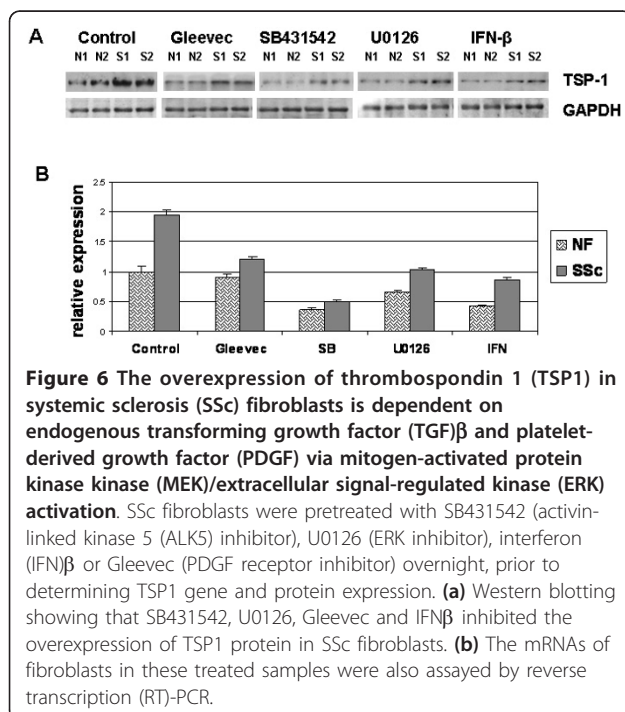 A
Control Gleevec SB431542 U0126 IFN-β
N1 N2 S1 S2 N1 N2 S1 S2 N1 N2 S1 S2 N1 N2 S1 S2 N1 N2 S1 S2
TSP-1
GAPDH
B
relative expression
2.5
2
1.5
1
0.5
0
Control Gleevec SB U0126 IFN
NF
SSc
Figure 6 The overexpression of thrombospondin 1 (TSP1) in
systemic sclerosis (SSc) fibroblasts is dependent on
endogenous transforming growth factor (TGF)β and platelet-
derived growth factor (PDGF) via mitogen-activated protein
kinase kinase (MEK)/extracellular signal-regulated kinase (ERK)
activation. SSc fibroblasts were pretreated with SB431542 (activin-
linked kinase 5 (ALK5) inhibitor), U0126 (ERK inhibitor), interferon
(IFN)β or Gleevec (PDGF receptor inhibitor) overnight, prior to
determining TSP1 gene and protein expression. (a) Western blotting
showing that SB431542, U0126, Gleevec and IFNβ inhibited the
overexpression of TSP1 protein in SSc fibroblasts. (b) The mRNAs of
fibroblasts in these treated samples were also assayed by reverse
transcription (RT)-PCR.